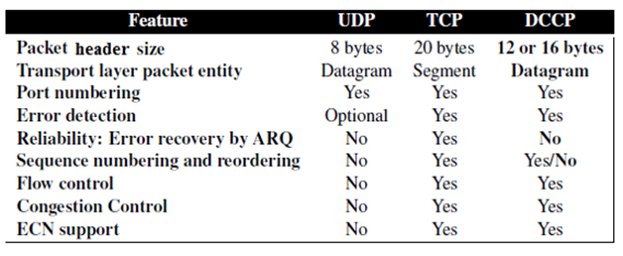 Feature UDP TCP DCCP
Packet header size 8 bytes 20 bytes 12 or 16 bytes
Transport layer packet entity Datagram Segment Datagram
Port numbering Yes Yes Yes
Error detection Optional Yes Yes
Reliability: Error recovery by ARQ No Yes No
Sequence numbering and reordering No Yes Yes/No
Flow control No Yes Yes
Congestion Control No Yes Yes
ECN support No Yes Yes